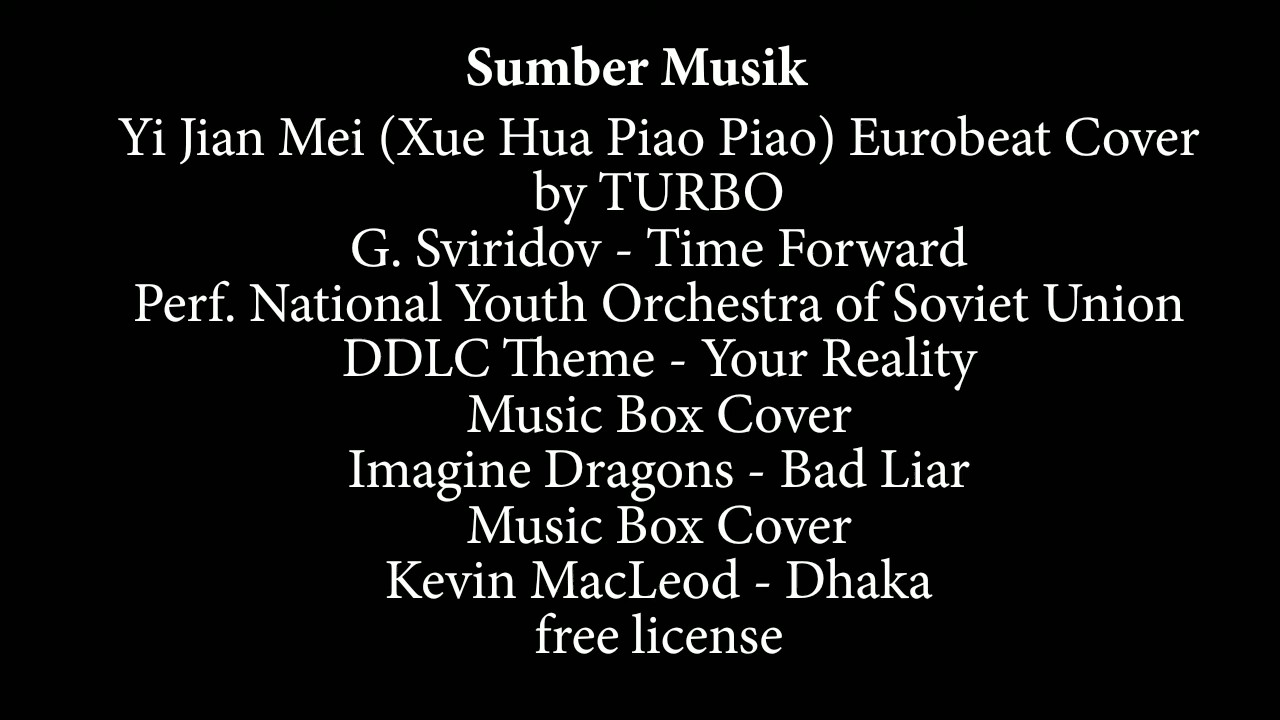 Sumber Musik
Yi Jian Mei (Xue Hua Piao Piao) Eurobeat Cover
by TURBO
G. Sviridov - Time Forward
Perf. National Youth Orchestra of Soviet Union
DDLC Theme - Your Reality
Music Box Cover
Imagine Dragons - Bad Liar
Music Box Cover
Kevin MacLeod - Dhaka
free license